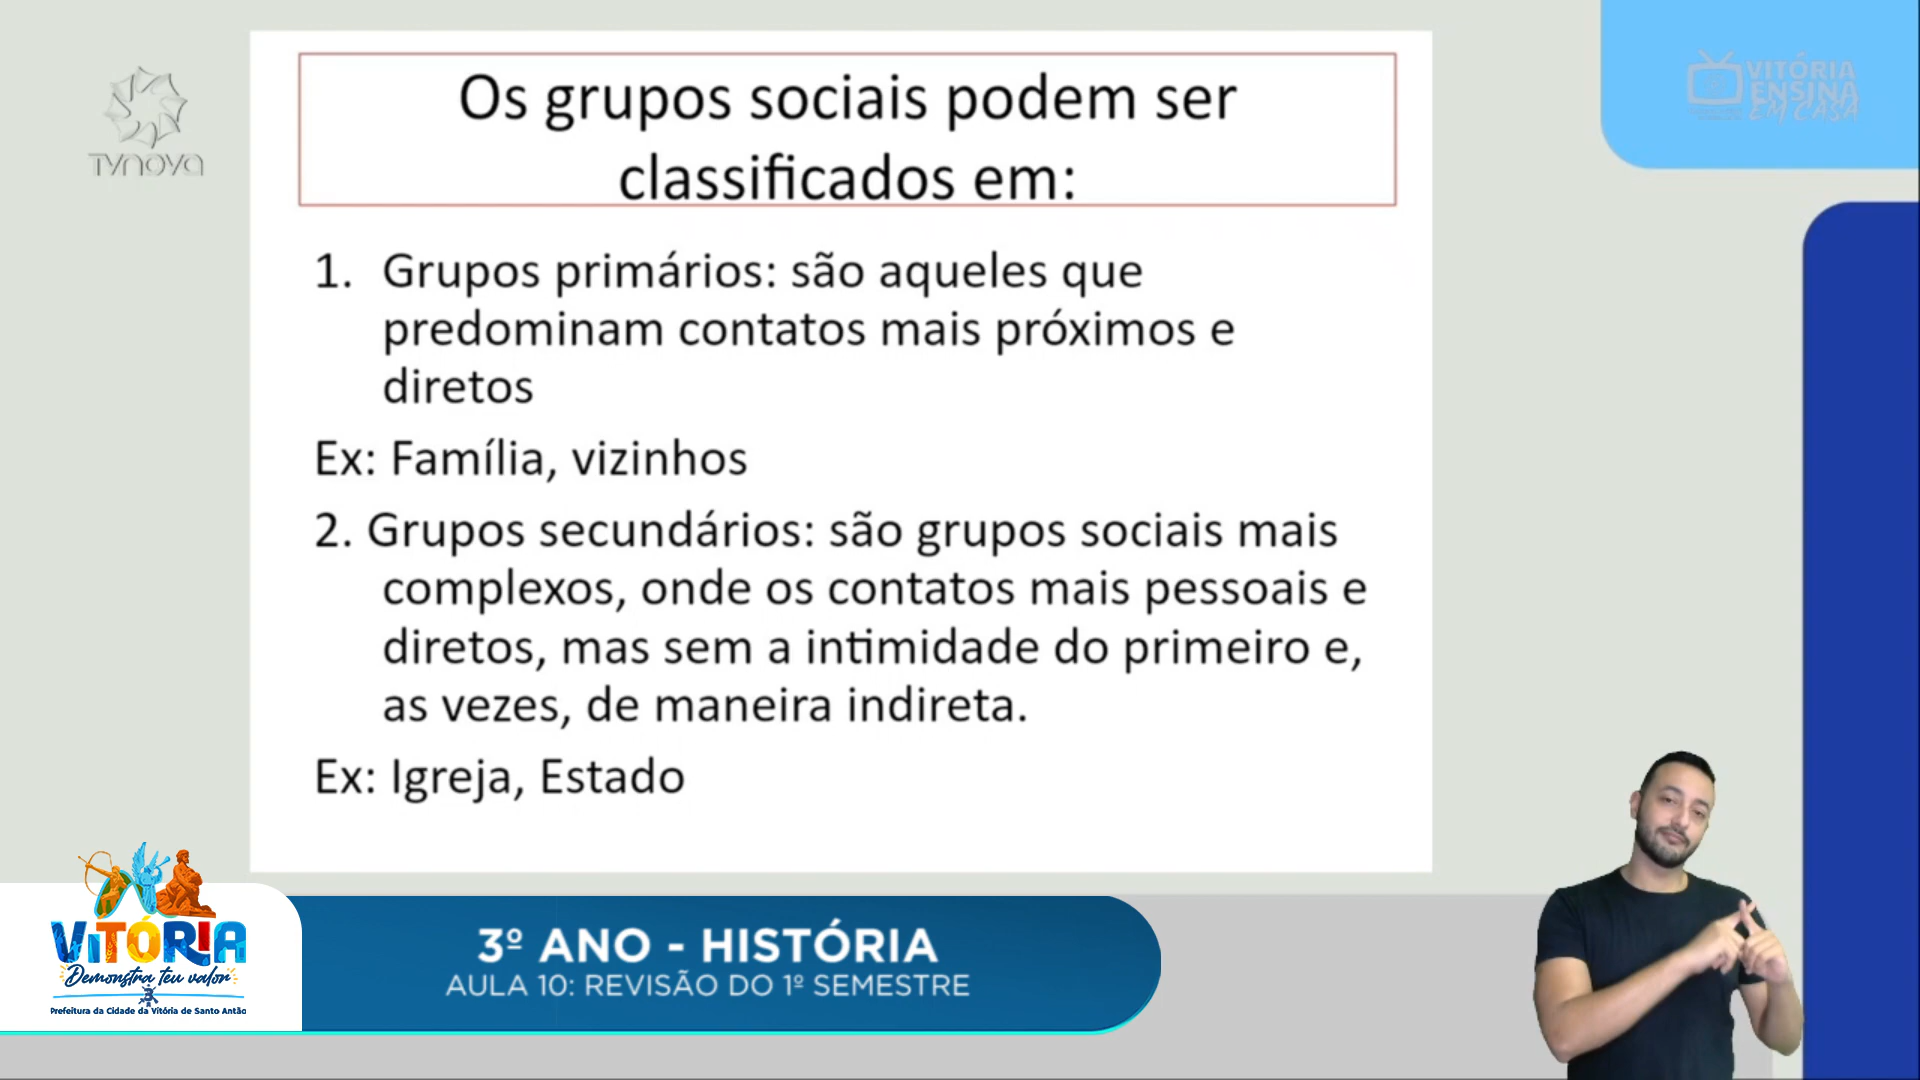 Os grupos sociais podem ser
classificados em:
1. Grupos primários: são aqueles que
predominam contatos mais próximos e
diretos
Ex: Família, vizinhos
2. Grupos secundários: são grupos sociais mais
complexos, onde os contatos mais pessoais e
diretos, mas sem a intimidade do primeiro e,
as vezes, de maneira indireta.
Ex: Igreja, Estado
TVNOVA
VITÓRIA
ENSINA
EM CASA
VITÓRIA
Demonstra teu valor
Prefeitura da Cidade da Vitória de Santo Antão
3º ANO - HISTÓRIA
AULA 10: REVISÃO DO 1º SEMESTRE